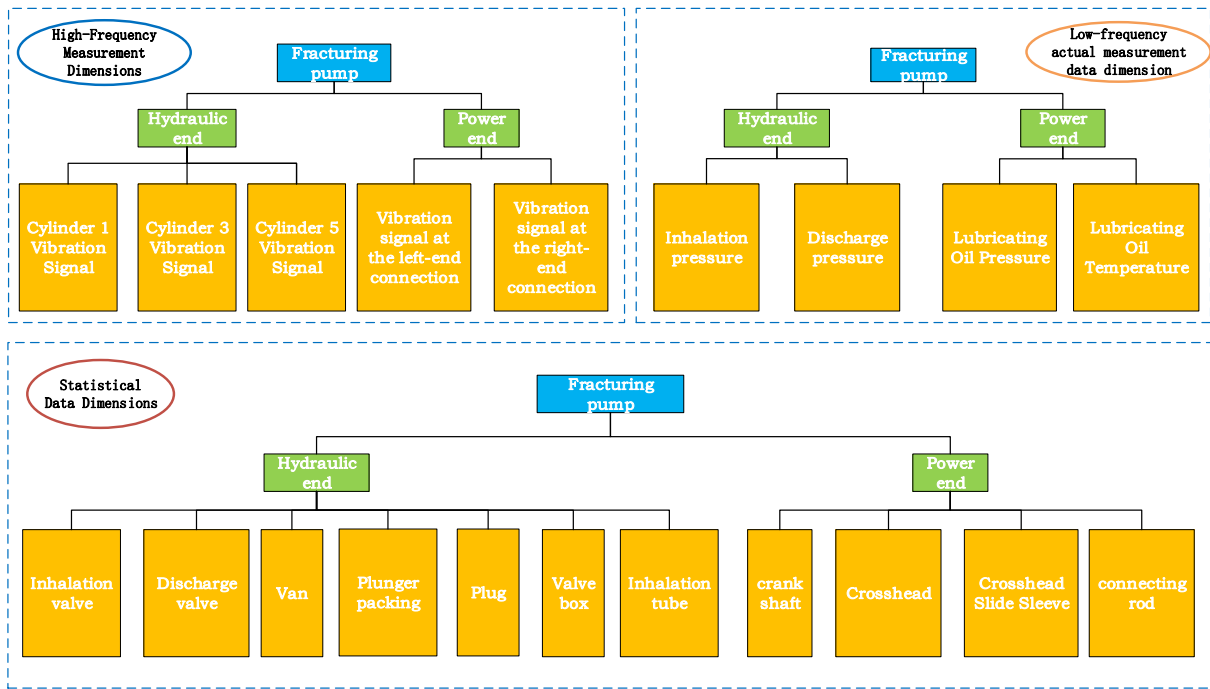 High-Frequency
Measurement
Dimensions
Fracturing
pump
Hydraulic
end
Power
end
Cylinder 1
Vibration
Signal
Cylinder 3
Vibration
Signal
Cylinder 5
Vibration
Signal
Vibration
signal at
the left-end
connection
Vibration
signal at
the right-
end
connection
Low-frequency
actual measurement
data dimension
Fracturing
pump
Hydraulic
end
Power
end
Inhalation
pressure
Discharge
pressure
Lubricating
Oil Pressure
Lubricating
Oil
Temperature
Statistical
Data Dimensions
Fracturing
pump
Hydraulic
end
Power
end
Inhalation
valve
Discharge
valve
Van
Plunger
packing
Plug
Valve
box
Inhalation
tube
crank
shaft
Crosshead
Crosshead
Slide Sleeve
connecting
rod